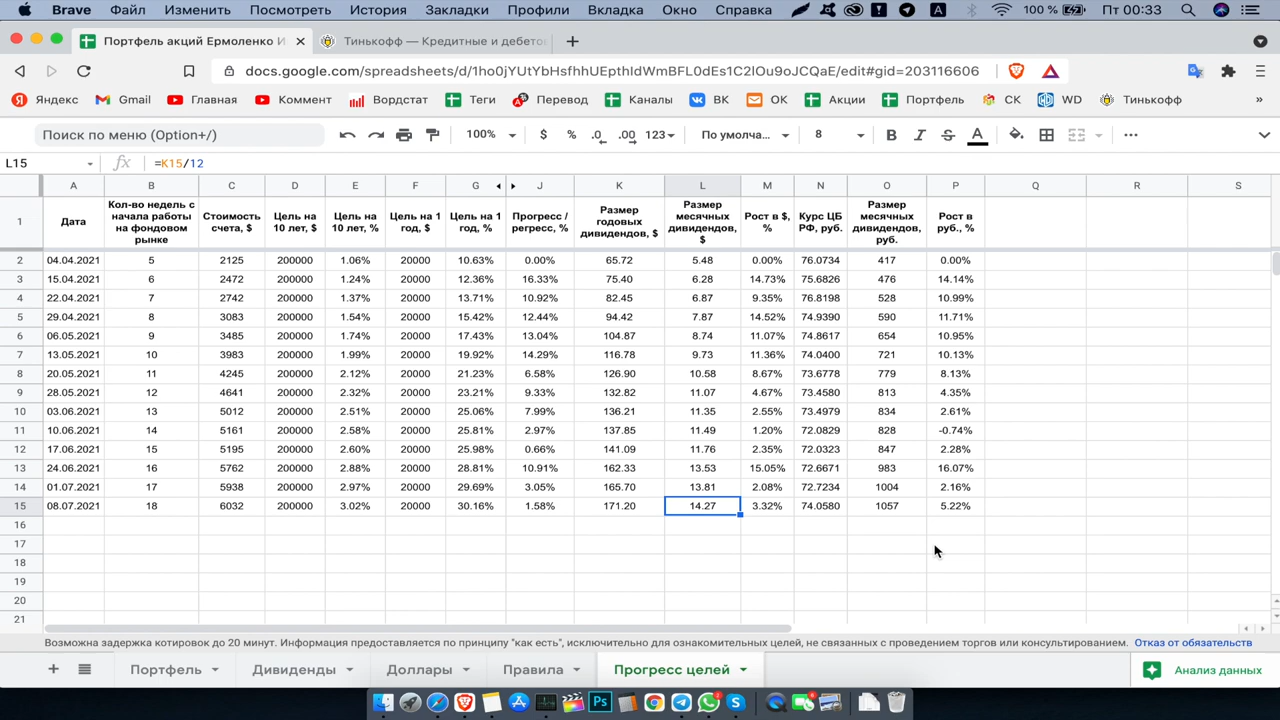 Brave Файл Изменить Посмотреть История Закладки Профили Вкладка Окно Справка 100 % Пт 00:33
Портфель акций Ермоленко И Тинькофф — Кредитные и дебето
docs.google.com/spreadsheets/d/1ho0jYUtYbHsfhhUEpthIdWmBFL0dEs1C2lOu9oJCQaE/edit#gid=203116606
Яндекс Gmail Главная Коммент Вордстат Теги Перевод Каналы ВК ОК Акции Портфель СК WD Тинькофф »
Поиск по меню (Option+/) 100% $ % .0 .00 123 По умолча... 8 B I S A
L15 fx =K15/12
A B C D E F G J K L M N O P Q R S
1 Дата Кол-во недель с начала работы на фондовом рынке Стоимость счета, $ Цель на 10 лет, $ Цель на 10 лет, % Цель на 1 год, $ Цель на 1 год, % Прогресс / регресс, % Размер годовых дивидендов, $ Размер месячных дивидендов, $ Рост в $, % Курс ЦБ РФ, руб. Размер месячных дивидендов, руб. Рост в руб., %
2 04.04.2021 5 2125 200000 1.06% 20000 10.63% 0.00% 65.72 5.48 0.00% 76.0734 417 0.00%
3 15.04.2021 6 2472 200000 1.24% 20000 12.36% 16.33% 75.40 6.28 14.73% 75.6826 476 14.14%
4 22.04.2021 7 2742 200000 1.37% 20000 13.71% 10.92% 82.45 6.87 9.35% 76.8198 528 10.99%
5 29.04.2021 8 3083 200000 1.54% 20000 15.42% 12.44% 94.42 7.87 14.52% 74.9390 590 11.71%
6 06.05.2021 9 3485 200000 1.74% 20000 17.43% 13.04% 104.87 8.74 11.07% 74.8617 654 10.95%
7 13.05.2021 10 3983 200000 1.99% 20000 19.92% 14.29% 116.78 9.73 11.36% 74.0400 721 10.13%
8 20.05.2021 11 4245 200000 2.12% 20000 21.23% 6.58% 126.90 10.58 8.67% 73.6778 779 8.13%
9 28.05.2021 12 4641 200000 2.32% 20000 23.21% 9.33% 132.82 11.07 4.67% 73.4580 813 4.35%
10 03.06.2021 13 5012 200000 2.51% 20000 25.06% 7.99% 136.21 11.35 2.55% 73.4979 834 2.61%
11 10.06.2021 14 5161 200000 2.58% 20000 25.81% 2.97% 137.85 11.49 1.20% 72.0829 828 -0.74%
12 17.06.2021 15 5195 200000 2.60% 20000 25.98% 0.66% 141.09 11.76 2.35% 72.0323 847 2.28%
13 24.06.2021 16 5762 200000 2.88% 20000 28.81% 10.91% 162.33 13.53 15.05% 72.6671 983 16.07%
14 01.07.2021 17 5938 200000 2.97% 20000 29.69% 3.05% 165.70 13.81 2.08% 72.7234 1004 2.16%
15 08.07.2021 18 6032 200000 3.02% 20000 30.16% 1.58% 171.20 14.27 3.32% 74.0580 1057 5.22%
16
17
18
19
20
21
Возможна задержка котировок до 20 минут. Информация предоставляется по принципу "как есть", исключительно для ознакомительных целей, не связанных с проведением торгов или консультированием. Отказ от обязательств
Портфель Дивиденды Доллары Правила Прогресс целей Анализ данных